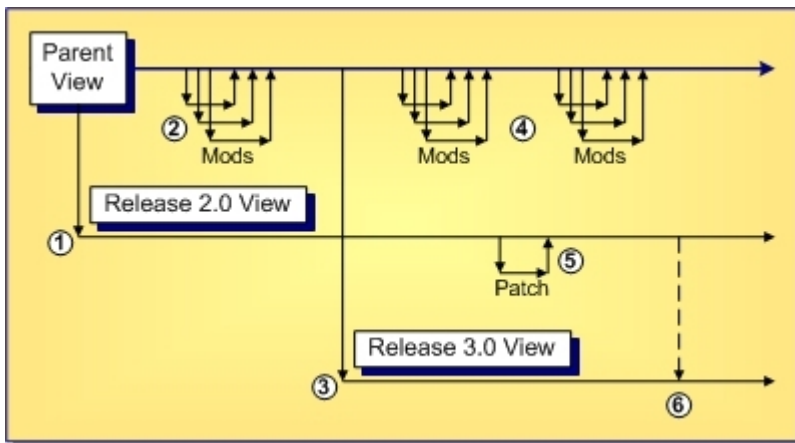 Parent
View
②
Mods
④
Mods
Mods
Release 2.0 View
①
⑤
Patch
Release 3.0 View
③
⑥